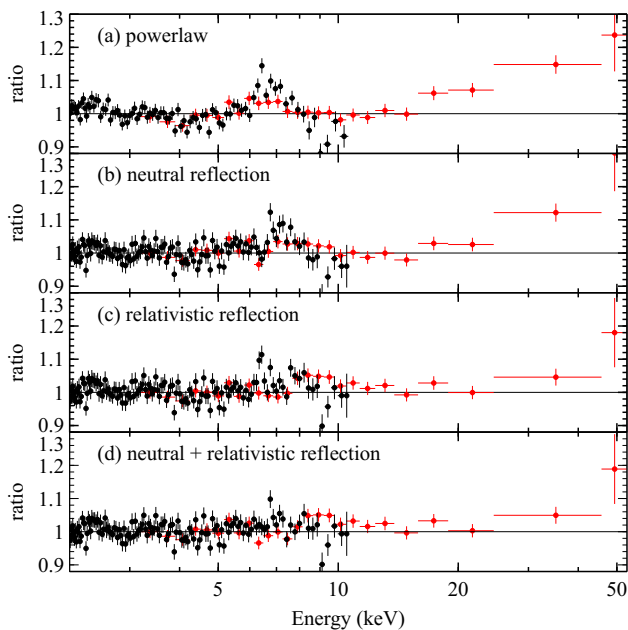 (a) powerlaw
ratio
1.3
1.2
1.1
1
0.9
(b) neutral reflection
ratio
1.3
1.2
1.1
1
0.9
(c) relativistic reflection
ratio
1.3
1.2
1.1
1
0.9
(d) neutral + relativistic reflection
ratio
1.3
1.2
1.1
1
0.9
5 10 20 50
Energy (keV)